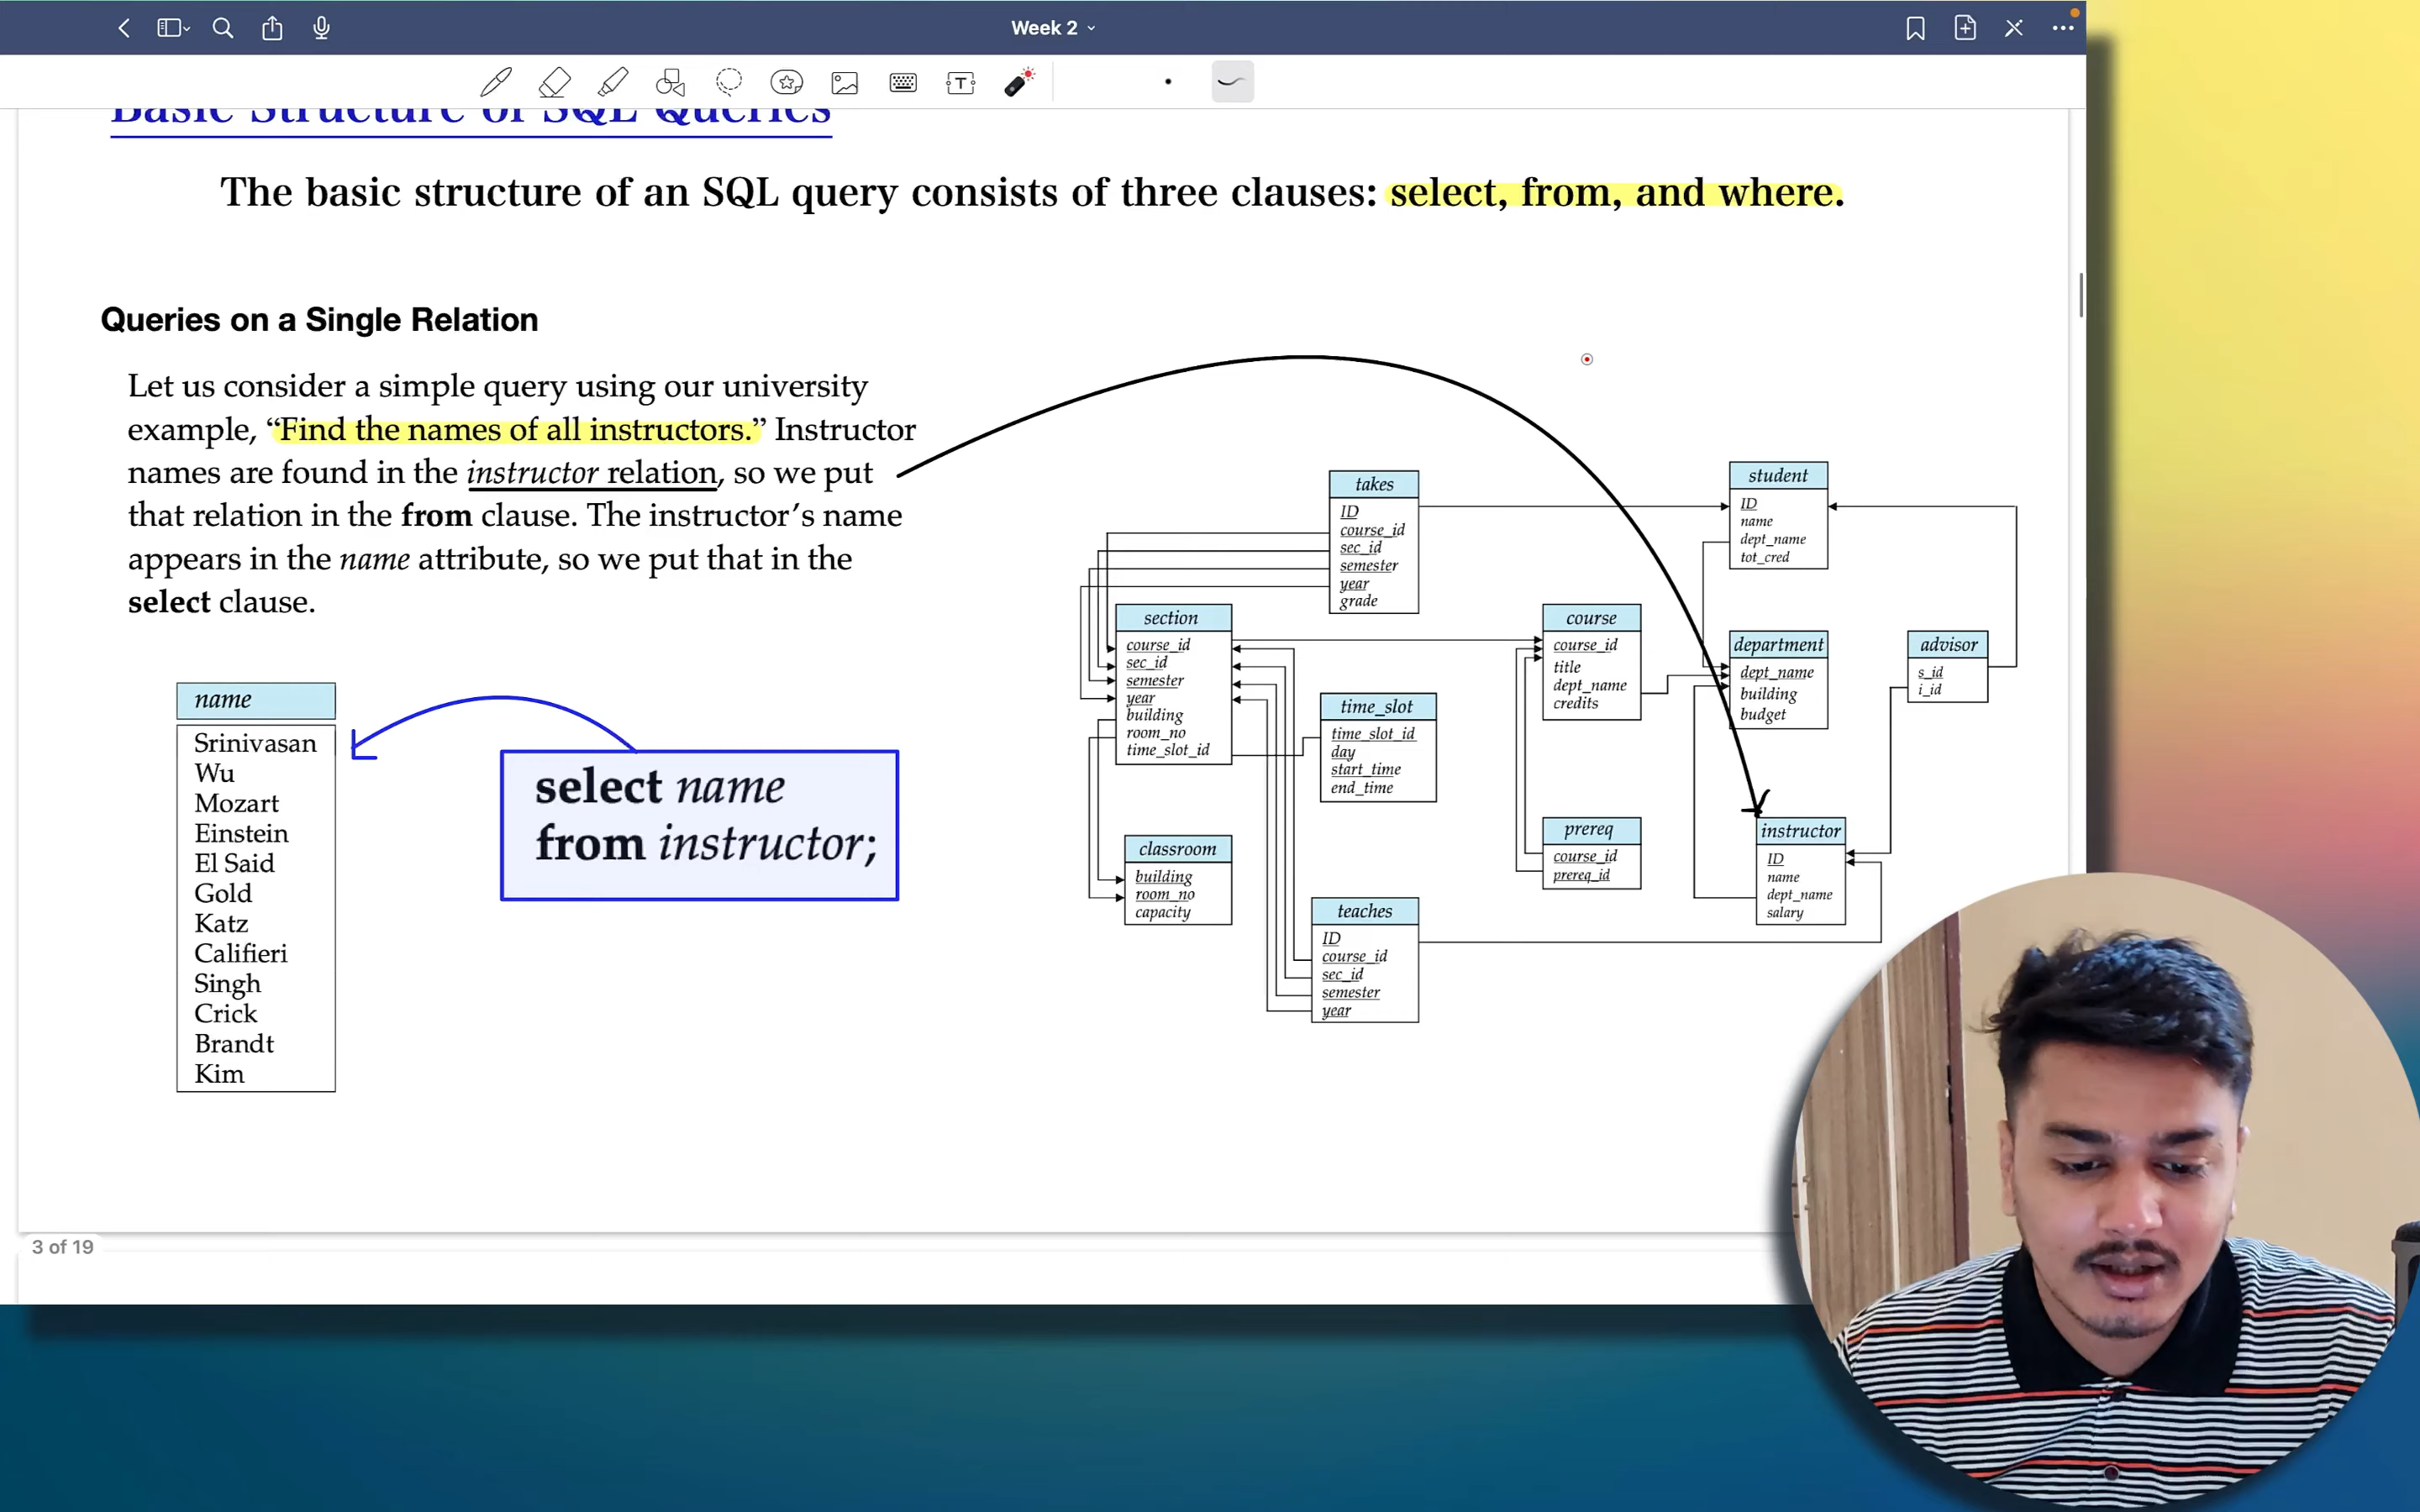 Week 2
Basic Structure of SQL Queries
The basic structure of an SQL query consists of three clauses: select, from, and where.
Queries on a Single Relation
Let us consider a simple query using our university
example, “Find the names of all instructors.” Instructor
names are found in the instructor relation, so we put
that relation in the from clause. The instructor’s name
appears in the name attribute, so we put that in the
select clause.
name
Srinivasan
Wu
Mozart
Einstein
El Said
Gold
Katz
Califieri
Singh
Crick
Brandt
Kim
select name
from instructor;
takes
ID
course_id
sec_id
semester
year
grade
student
ID
name
dept_name
tot_cred
section
course_id
sec_id
semester
year
building
room_no
time_slot_id
course
course_id
title
dept_name
credits
department
dept_name
building
budget
advisor
s_id
i_id
time_slot
time_slot_id
day
start_time
end_time
classroom
building
room_no
capacity
prereq
course_id
prereq_id
instructor
ID
name
dept_name
salary
teaches
ID
course_id
sec_id
semester
year
3 of 19